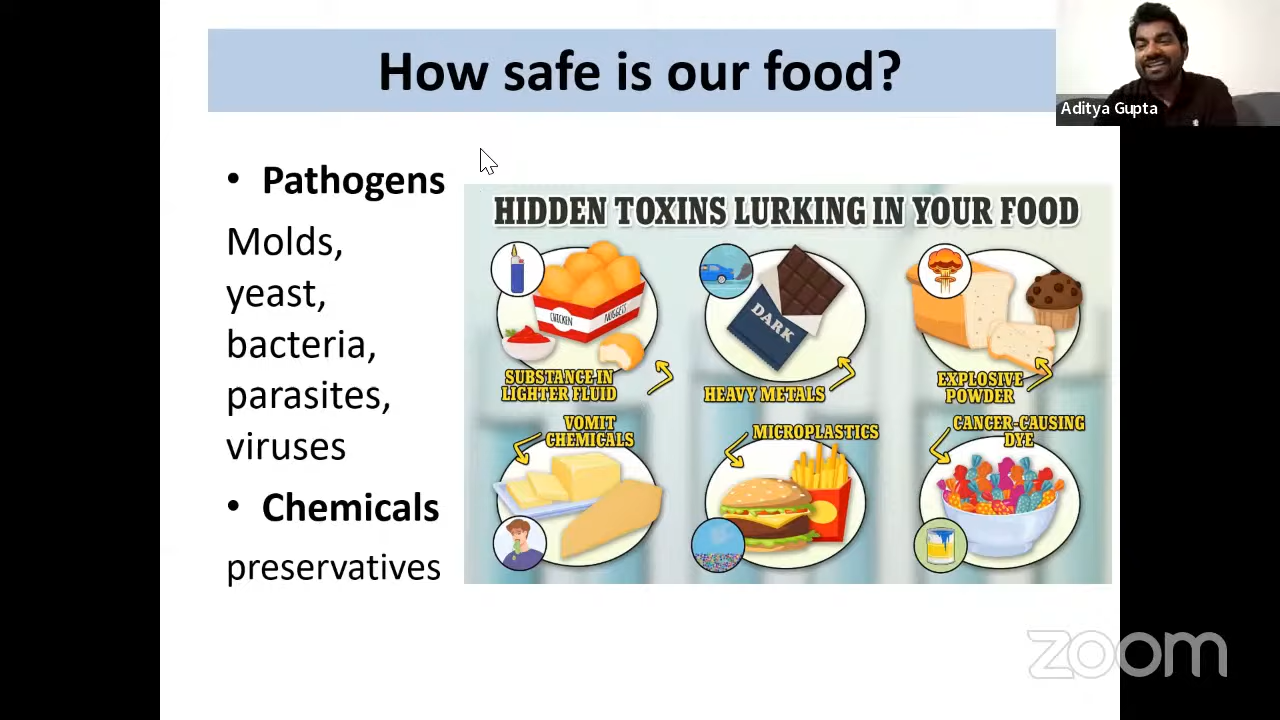 How safe is our food?
Aditya Gupta
• Pathogens
Molds,
yeast,
bacteria,
parasites,
viruses
• Chemicals
preservatives
HIDDEN TOXINS LURKING IN YOUR FOOD
CHICKEN NUGGETS
SUBSTANCE IN
LIGHTER FLUID
DARK
HEAVY METALS
EXPLOSIVE
POWDER
VOMIT
CHEMICALS
MICROPLASTICS
CANCER-CAUSING
DYE
zoom